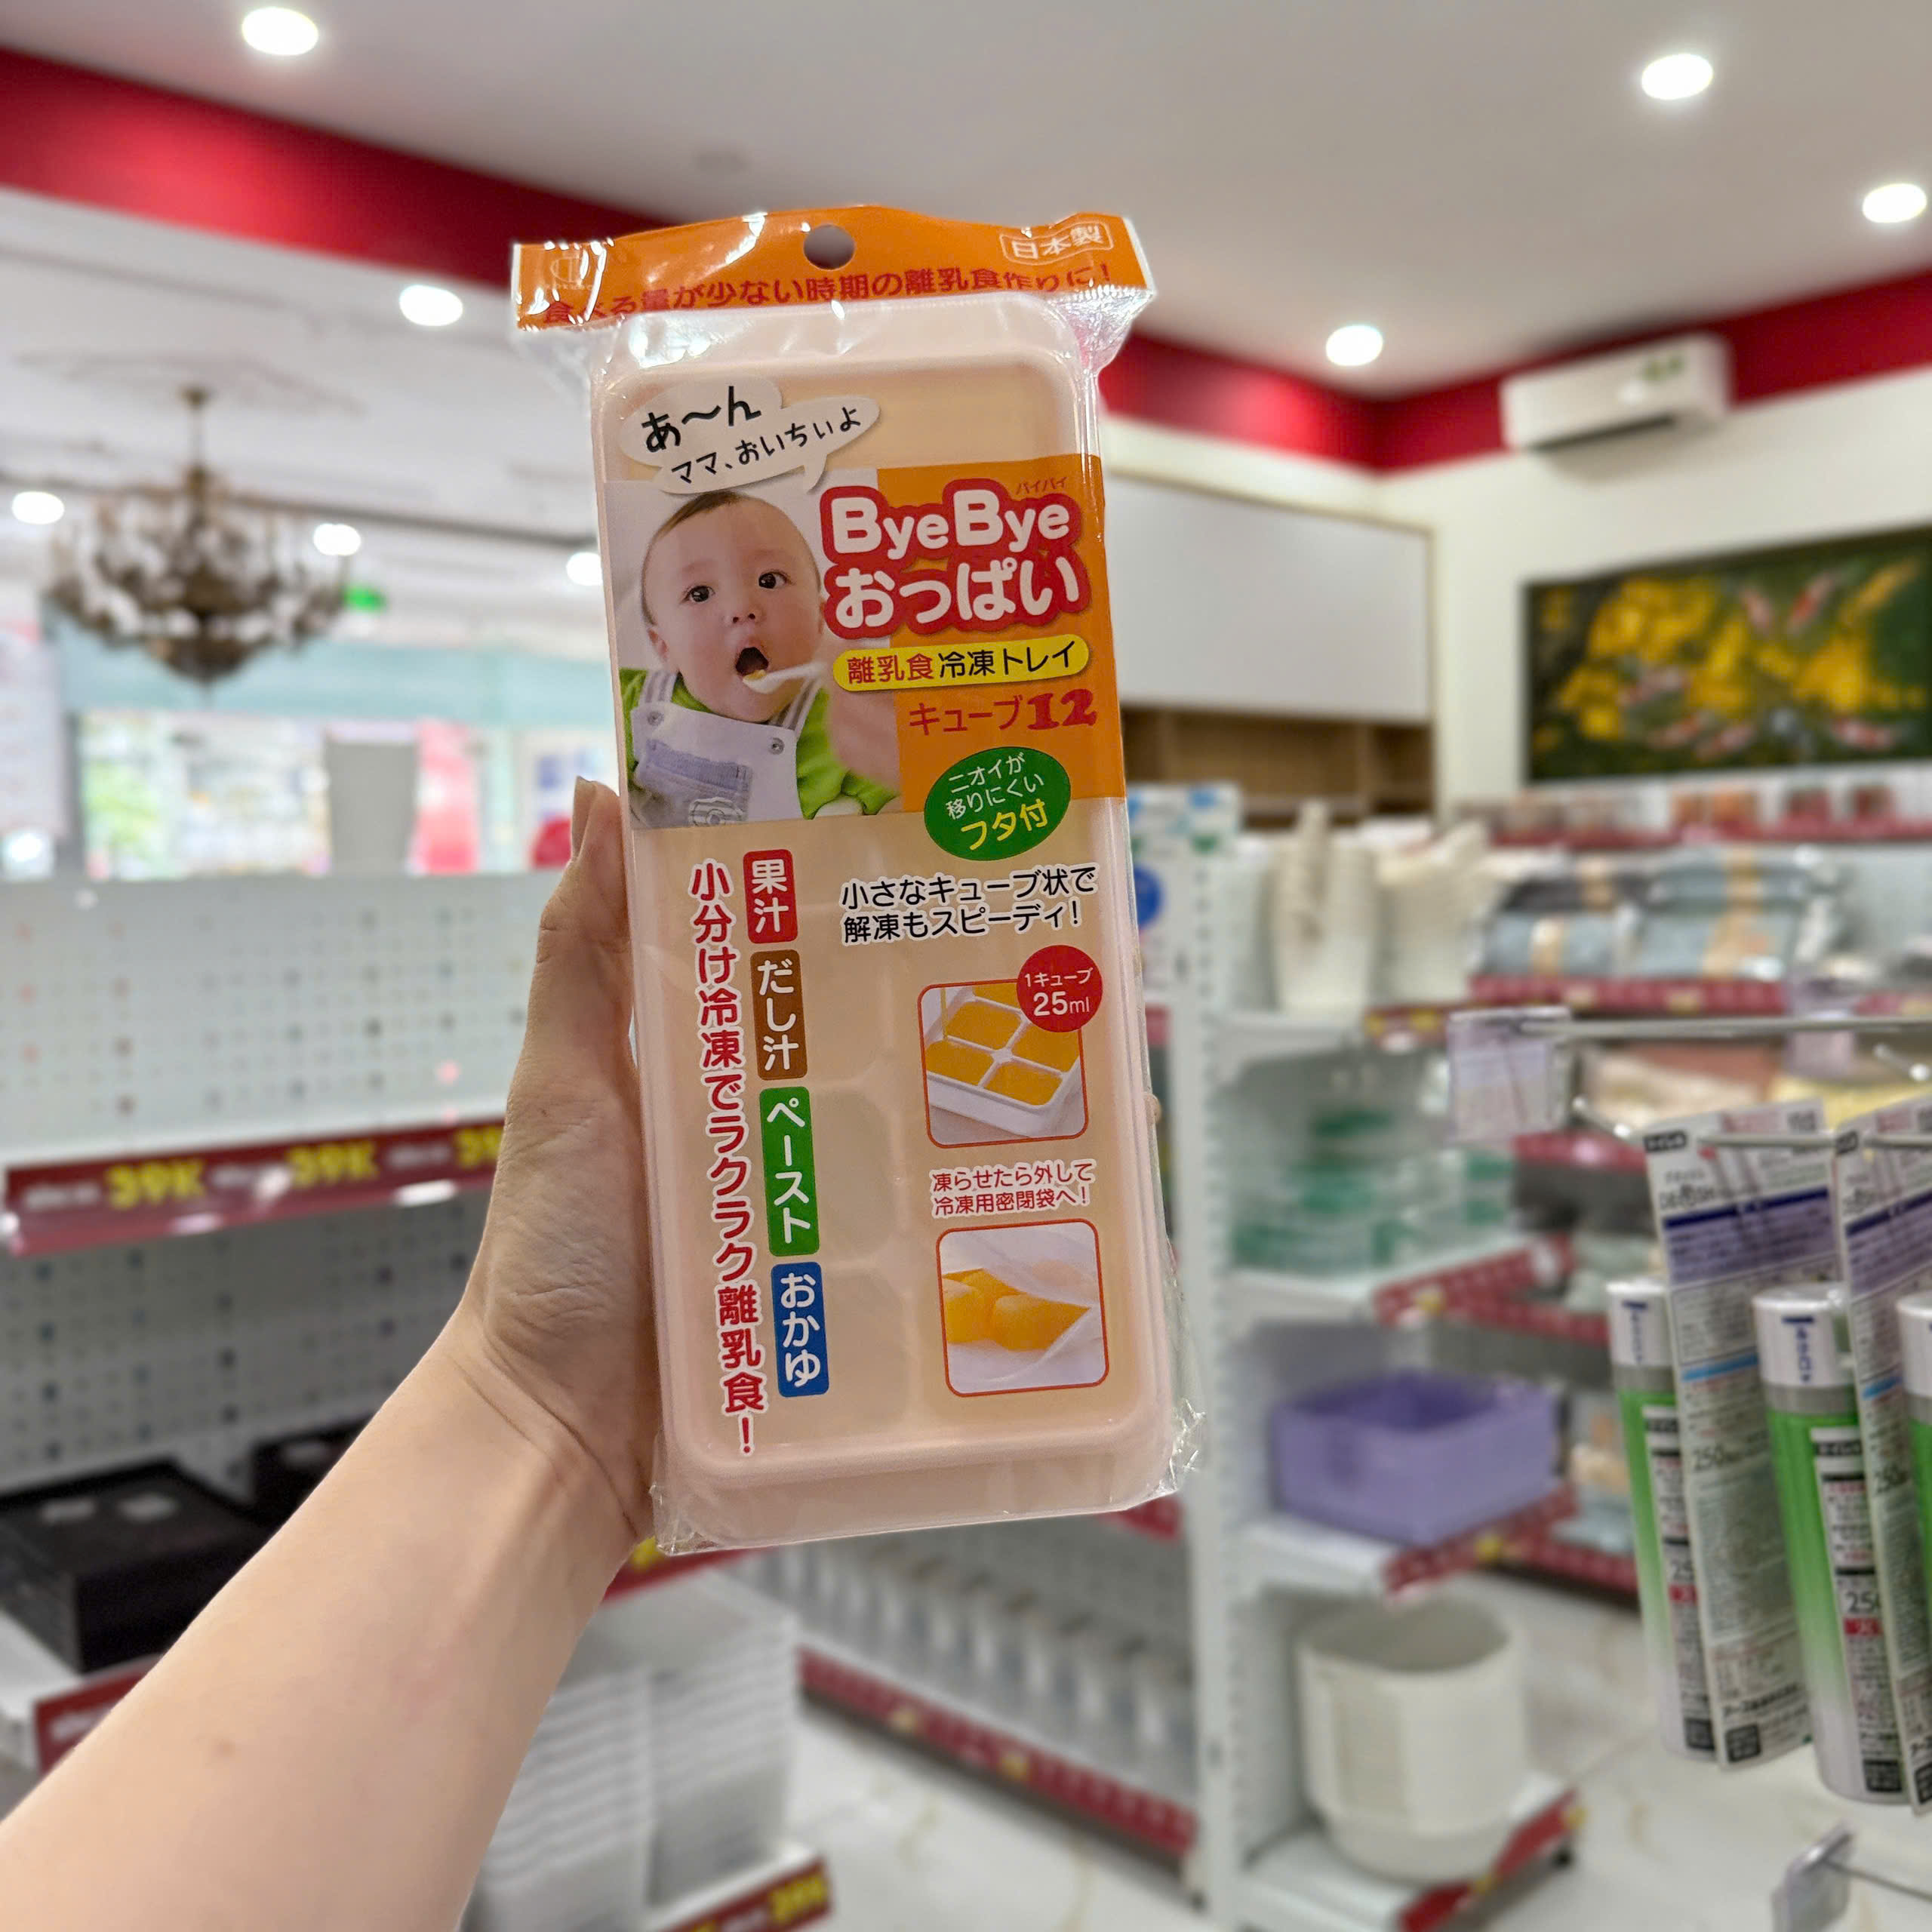 日本製
食べる量が少ない時期の離乳食作りに!
あ〜ん
ママ、おいちぃよ
バイバイ
ByeBye
おっぱい
離乳食冷凍トレイ
キューブ12
ニオイが
移りにくい
フタ付
果汁
だし汁
ペースト
おかゆ
小分け冷凍でラクラク離乳食!
小さなキューブ状で
解凍もスピーディ!
1キューブ
25ml
凍らせたら外して
冷凍用密閉袋へ!
39K
39K
250
250